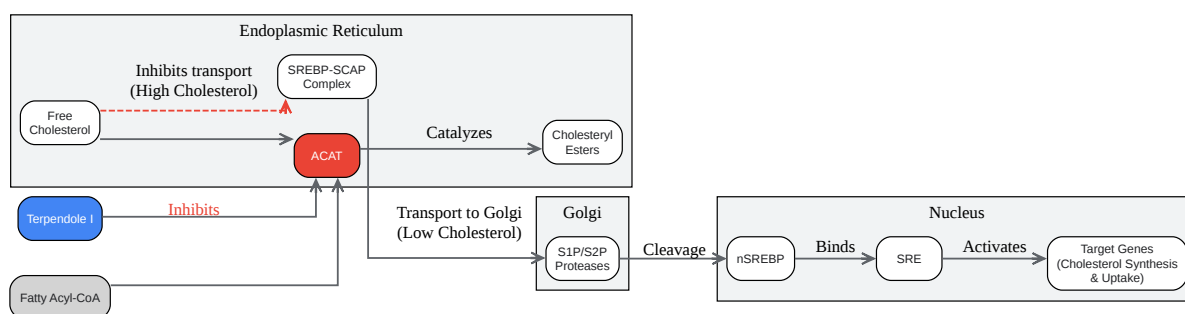 Endoplasmic Reticulum
Inhibits transport
(High Cholesterol)
SREBP-SCAP
Complex
Free
Cholesterol
ACAT
Catalyzes
Cholesteryl
Esters
Terpendole I
Inhibits
Fatty Acyl-CoA
Transport to Golgi
(Low Cholesterol)
Golgi
S1P/S2P
Proteases
Cleavage
Nucleus
nSREBP
Binds
SRE
Activates
Target Genes
(Cholesterol Synthesis
& Uptake)